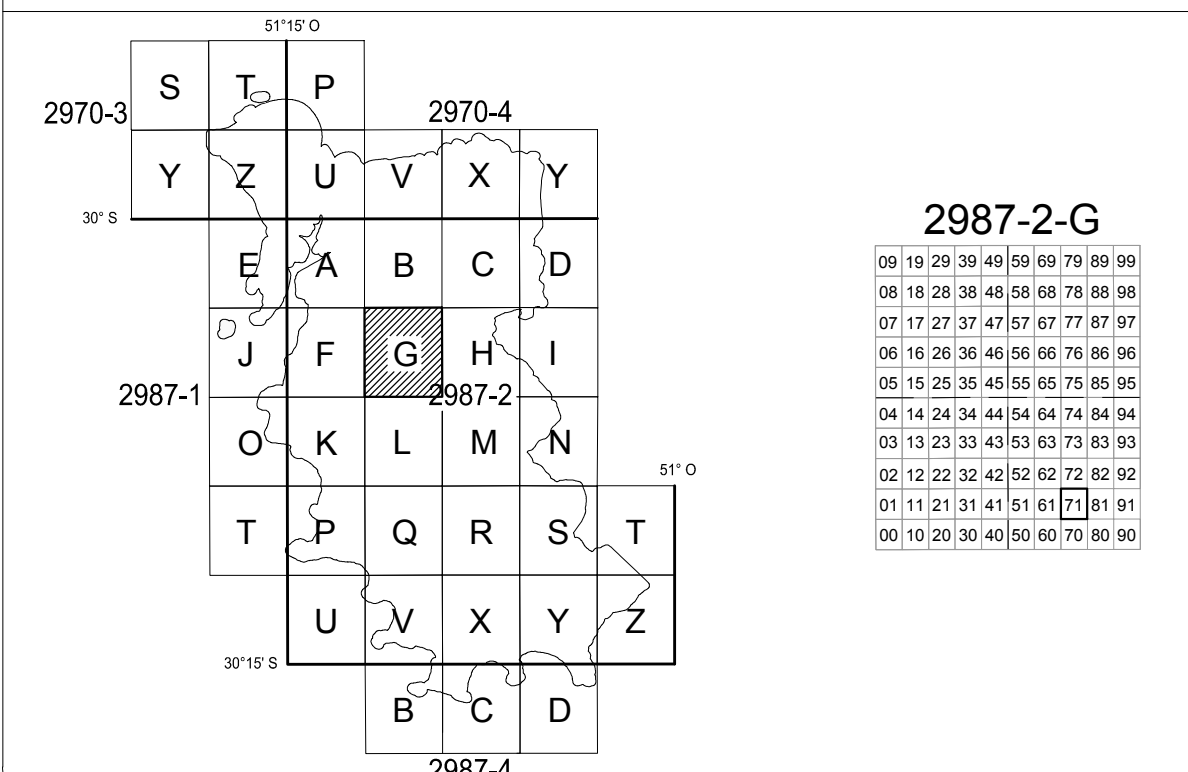 51°15' O
S T P
2970-3
2970-4
Y Z U V X Y
30° S
E A B C D
J F G H I
2987-1
2987-2
O K L M N
51° O
T P Q R S T
U V X Y Z
30°15' S
B C D
2987-4
2987-2-G
09 19 29 39 49 59 69 79 89 99
08 18 28 38 48 58 68 78 88 98
07 17 27 37 47 57 67 77 87 97
06 16 26 36 46 56 66 76 86 96
05 15 25 35 45 55 65 75 85 95
04 14 24 34 44 54 64 74 84 94
03 13 23 33 43 53 63 73 83 93
02 12 22 32 42 52 62 72 82 92
01 11 21 31 41 51 61 71 81 91
00 10 20 30 40 50 60 70 80 90